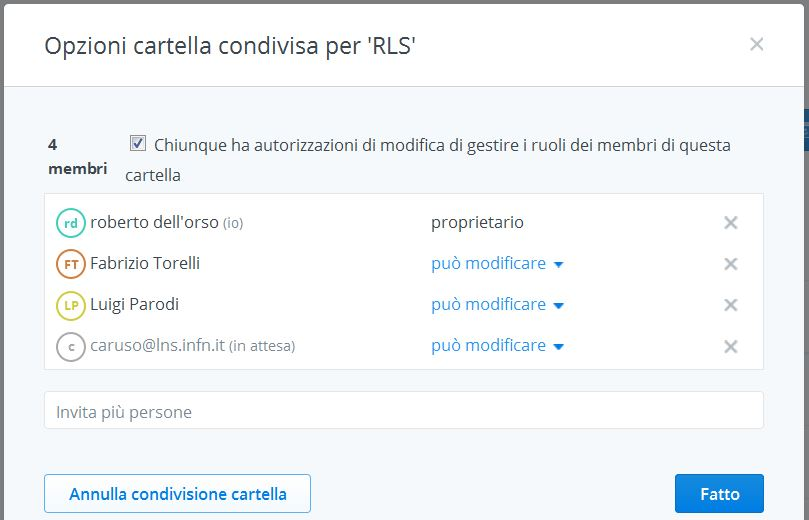 Opzioni cartella condivisa per 'RLS'
4
membri
Chiunque ha autorizzazioni di modifica di gestire i ruoli dei membri di questa
cartella
rd roberto dell'orso (io) proprietario
FT Fabrizio Torelli può modificare
LP Luigi Parodi può modificare
c caruso@lns.infn.it (in attesa) può modificare
Invita più persone
Annulla condivisione cartella Fatto